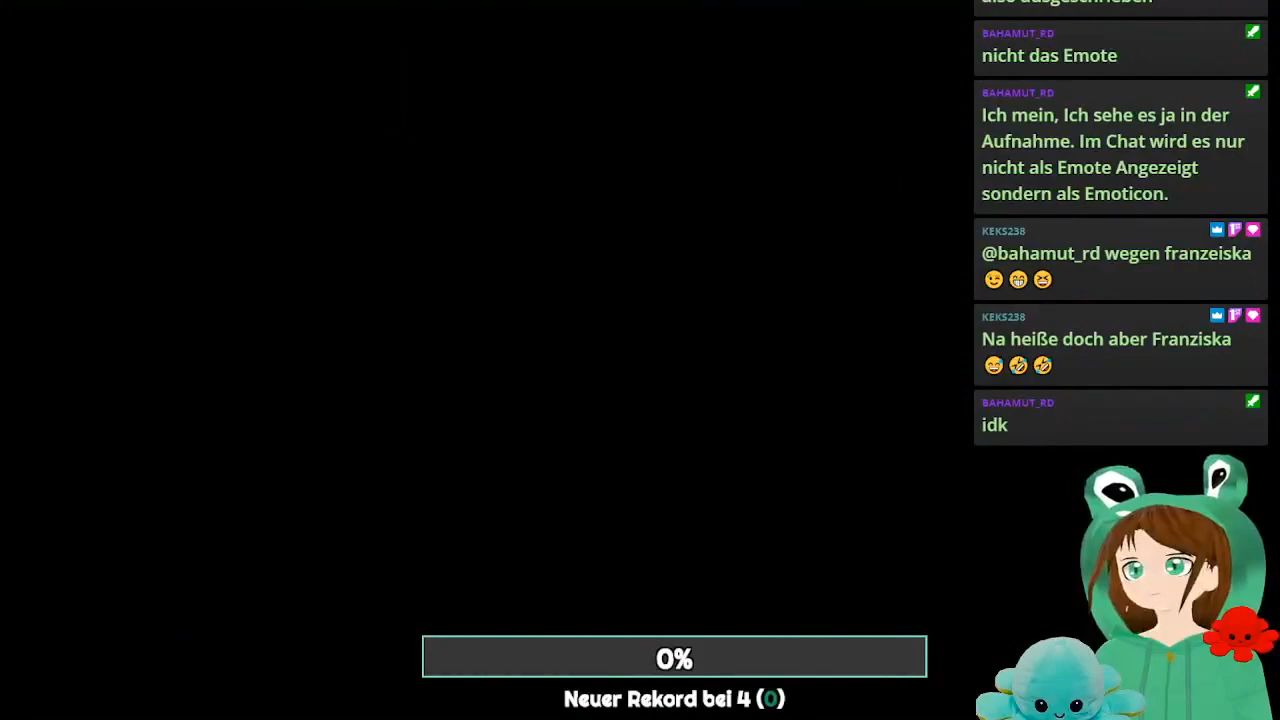 BAHAMUT_RD
nicht das Emote
BAHAMUT_RD
Ich mein, Ich sehe es ja in der
Aufnahme. Im Chat wird es nur
nicht als Emote Angezeigt
sondern als Emoticon.
KEKS238
@bahamut_rd wegen franzeiska
😉😁😆
KEKS238
Na heiße doch aber Franziska
😅🤣🤣
BAHAMUT_RD
idk
0%
Neuer Rekord bei 4 (0)